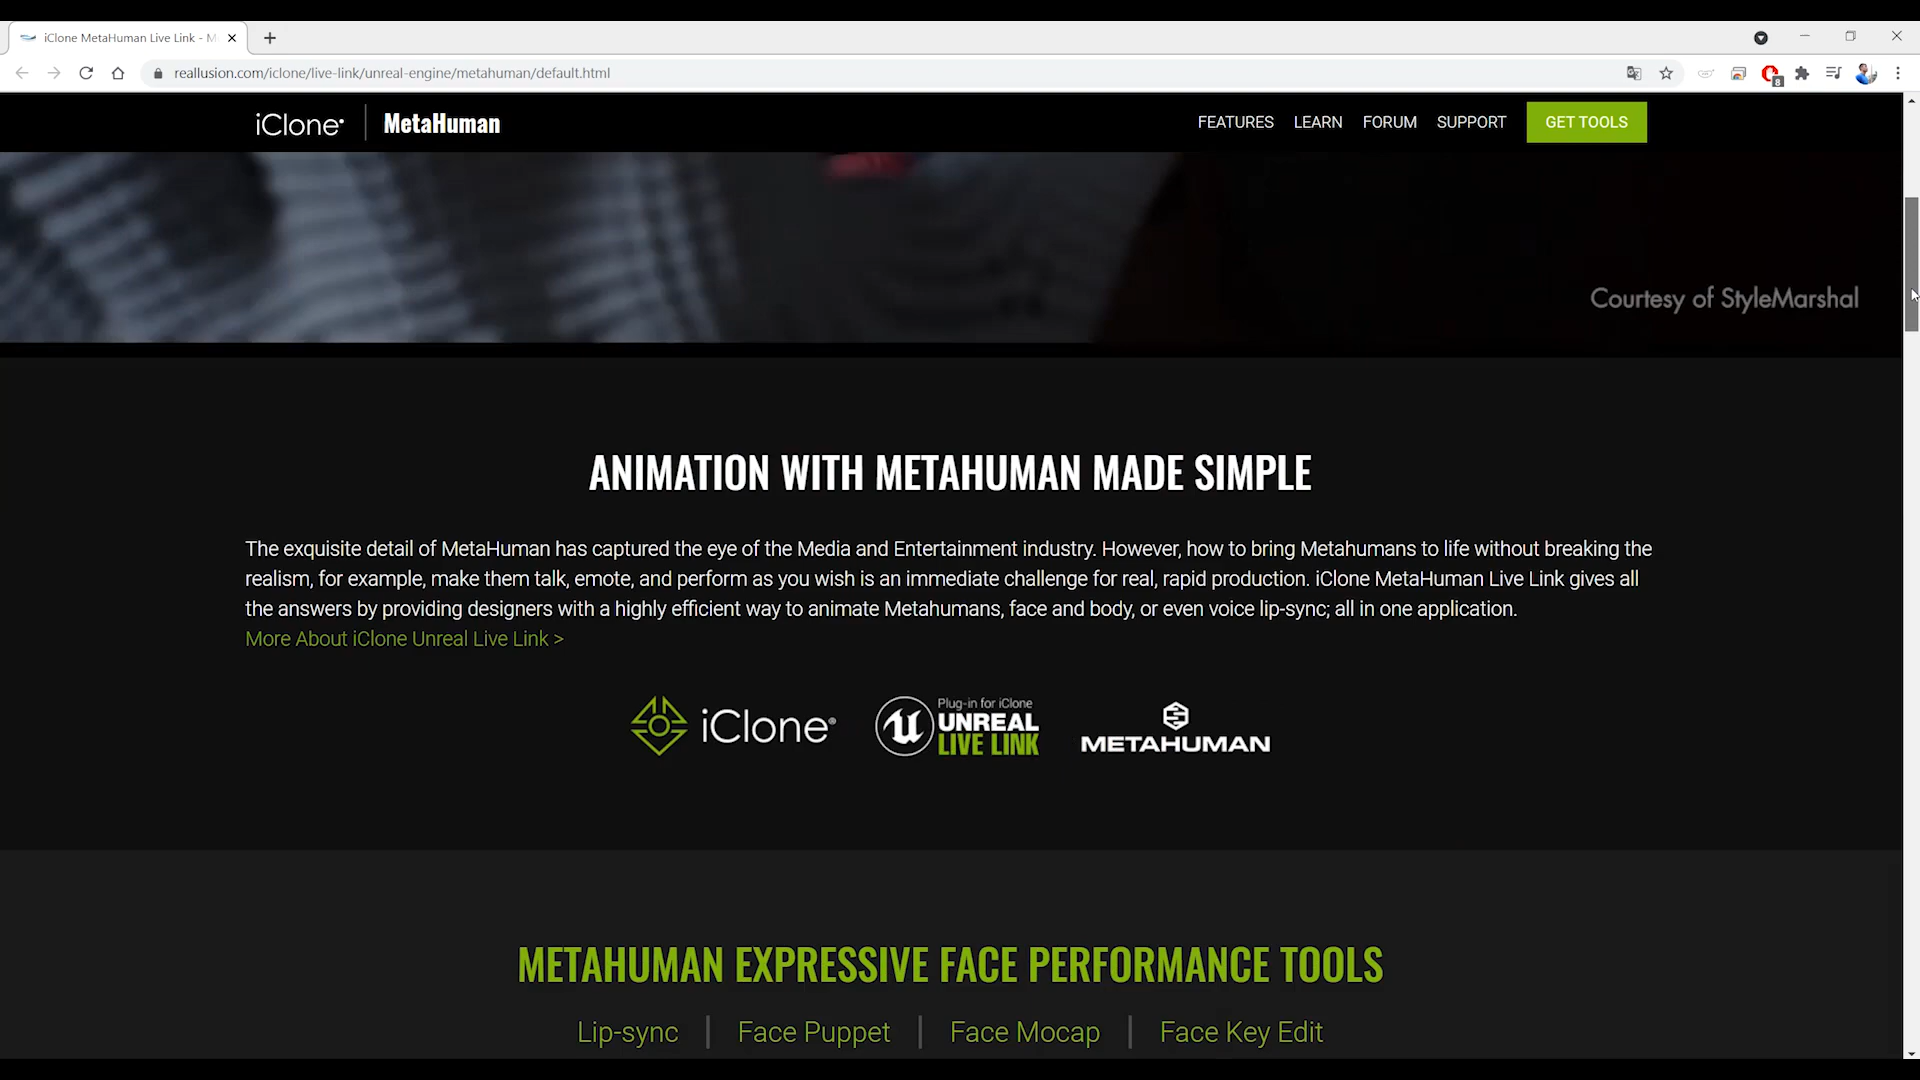 iClone MetaHuman Live Link - M
reallusion.com/iclone/live-link/unreal-engine/metahuman/default.html
8
iClone MetaHuman FEATURES LEARN FORUM SUPPORT GET TOOLS
Courtesy of StyleMarshal
ANIMATION WITH METAHUMAN MADE SIMPLE
The exquisite detail of MetaHuman has captured the eye of the Media and Entertainment industry. However, how to bring Metahumans to life without breaking the
realism, for example, make them talk, emote, and perform as you wish is an immediate challenge for real, rapid production. iClone MetaHuman Live Link gives all
the answers by providing designers with a highly efficient way to animate Metahumans, face and body, or even voice lip-sync; all in one application.
More About iClone Unreal Live Link >
iClone®
Plug-in for iClone
UNREAL
LIVE LINK
METAHUMAN
METAHUMAN EXPRESSIVE FACE PERFORMANCE TOOLS
Lip-sync | Face Puppet | Face Mocap | Face Key Edit